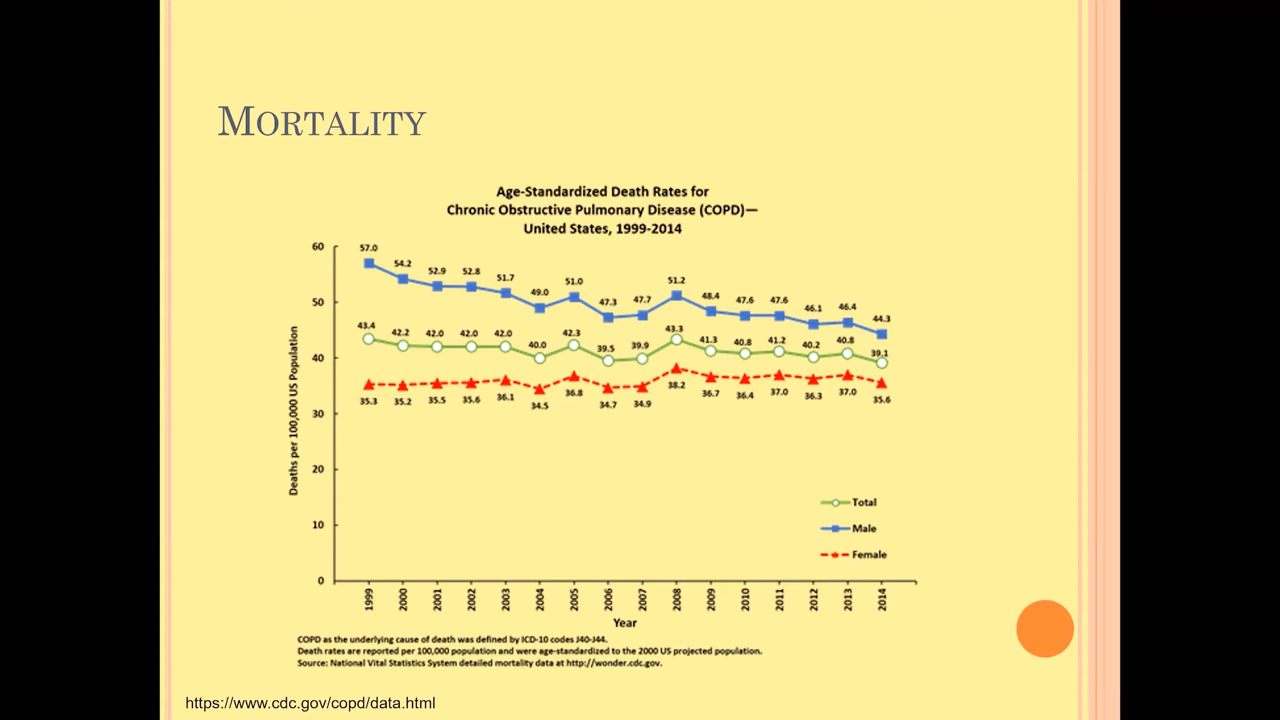 MORTALITY
Age-Standardized Death Rates for
Chronic Obstructive Pulmonary Disease (COPD)—
United States, 1999-2014
Deaths per 100,000 US Population
60
50
40
30
20
10
0
57.0 54.2 52.9 52.8 51.7 49.0 51.0 47.3 47.7 51.2 48.4 47.6 47.6 46.1 46.4 44.3
43.4 42.2 42.0 42.0 42.0 40.0 42.3 39.5 39.9 43.3 41.3 40.8 41.2 40.2 40.8 39.1
35.3 35.2 35.5 35.6 36.1 34.5 36.8 34.7 34.9 38.2 36.7 36.4 37.0 36.3 37.0 35.6
Total
Male
Female
1999 2000 2001 2002 2003 2004 2005 2006 2007 2008 2009 2010 2011 2012 2013 2014
Year
COPD as the underlying cause of death was defined by ICD-10 codes J40-J44.
Death rates are reported per 100,000 population and were age-standardized to the 2000 US projected population.
Source: National Vital Statistics System detailed mortality data at http://wonder.cdc.gov.
https://www.cdc.gov/copd/data.html